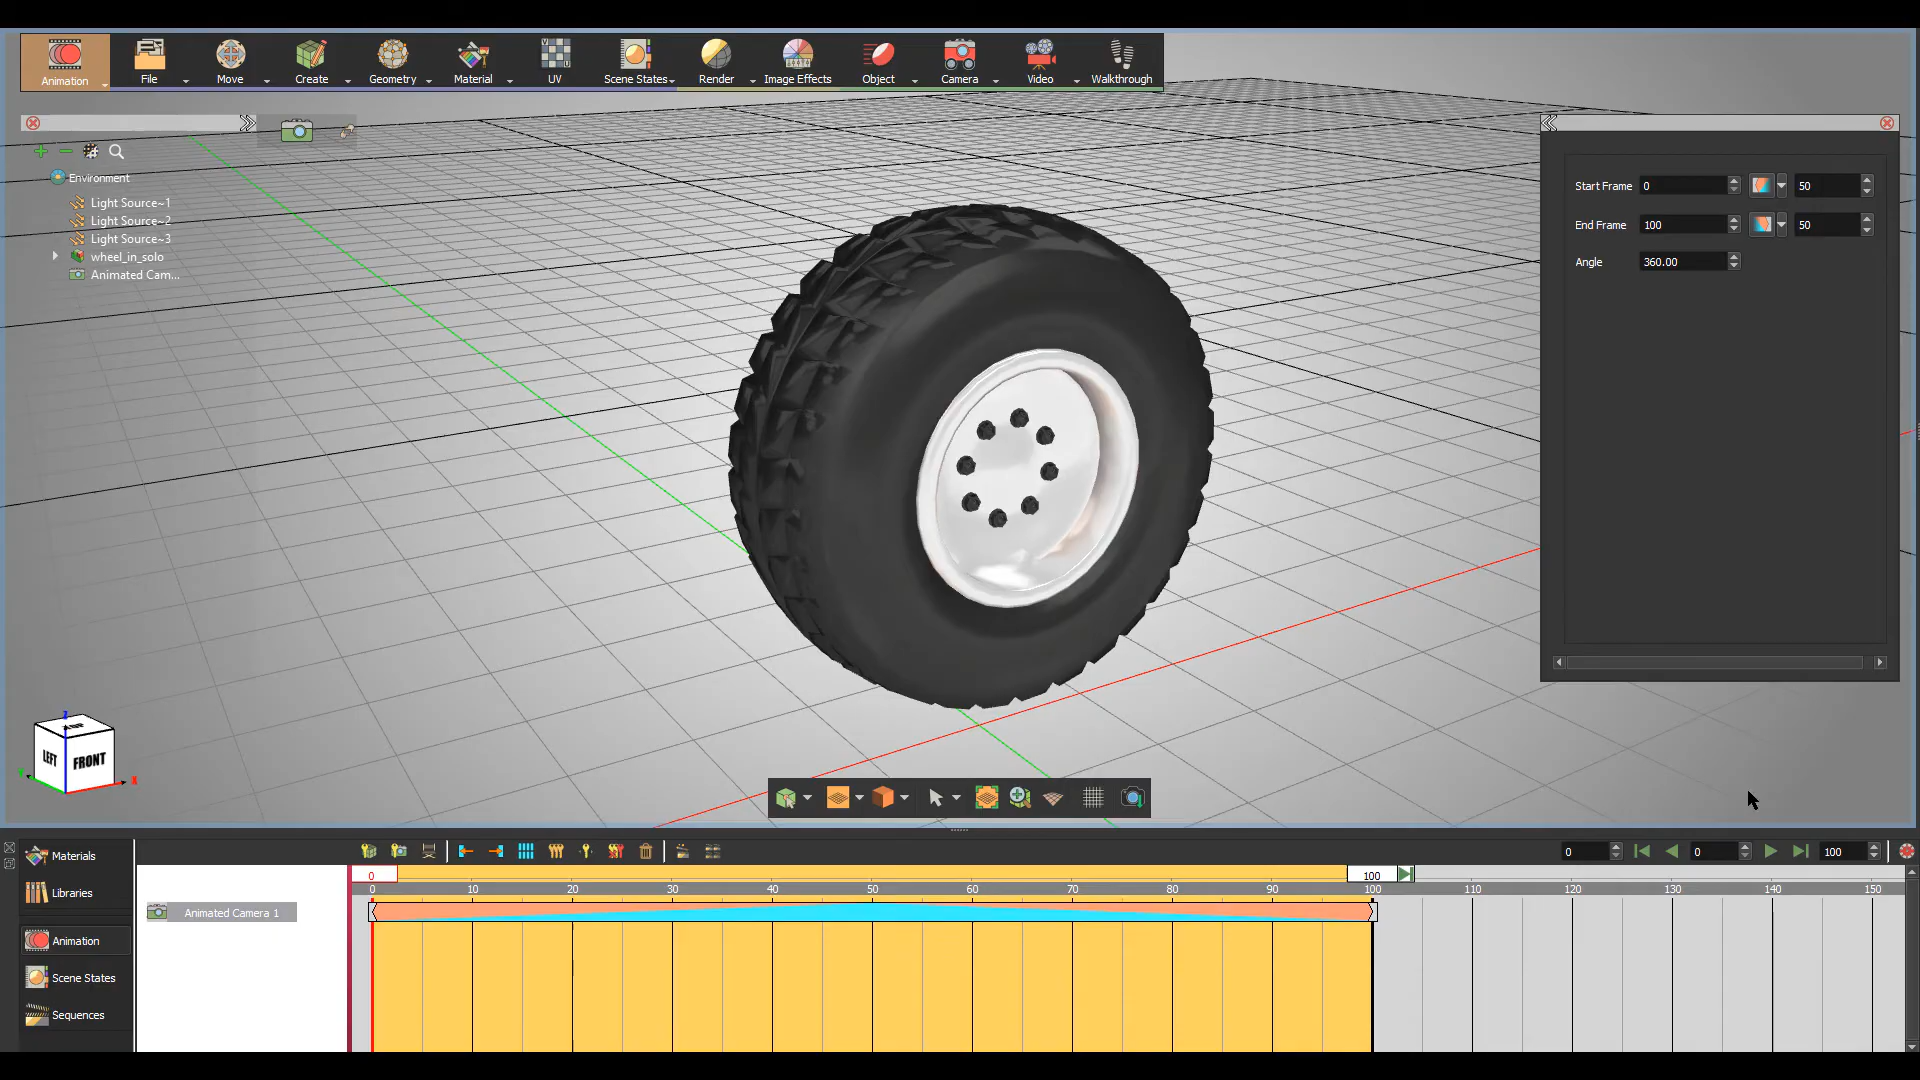 Animation File Move Create Geometry Material UV Scene States Render Image Effects Object Camera Video Walkthrough
Environment
Light Source~1
Light Source~2
Light Source~3
wheel_in_solo
Animated Cam...
Start Frame 0 50
End Frame 100 50
Angle 360.00
TOP
LEFT FRONT
Z
Y
X
Materials
Libraries
Animation
Scene States
Sequences
0 0 100
0 100
0 10 20 30 40 50 60 70 80 90 100 110 120 130 140 150
Animated Camera 1